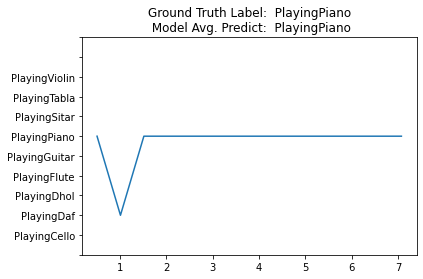 Ground Truth Label:  PlayingPiano
Model Avg. Predict:  PlayingPiano
PlayingViolin
PlayingTabla
PlayingSitar
PlayingPiano
PlayingGuitar
PlayingFlute
PlayingDhol
PlayingDaf
PlayingCello
1 2 3 4 5 6 7